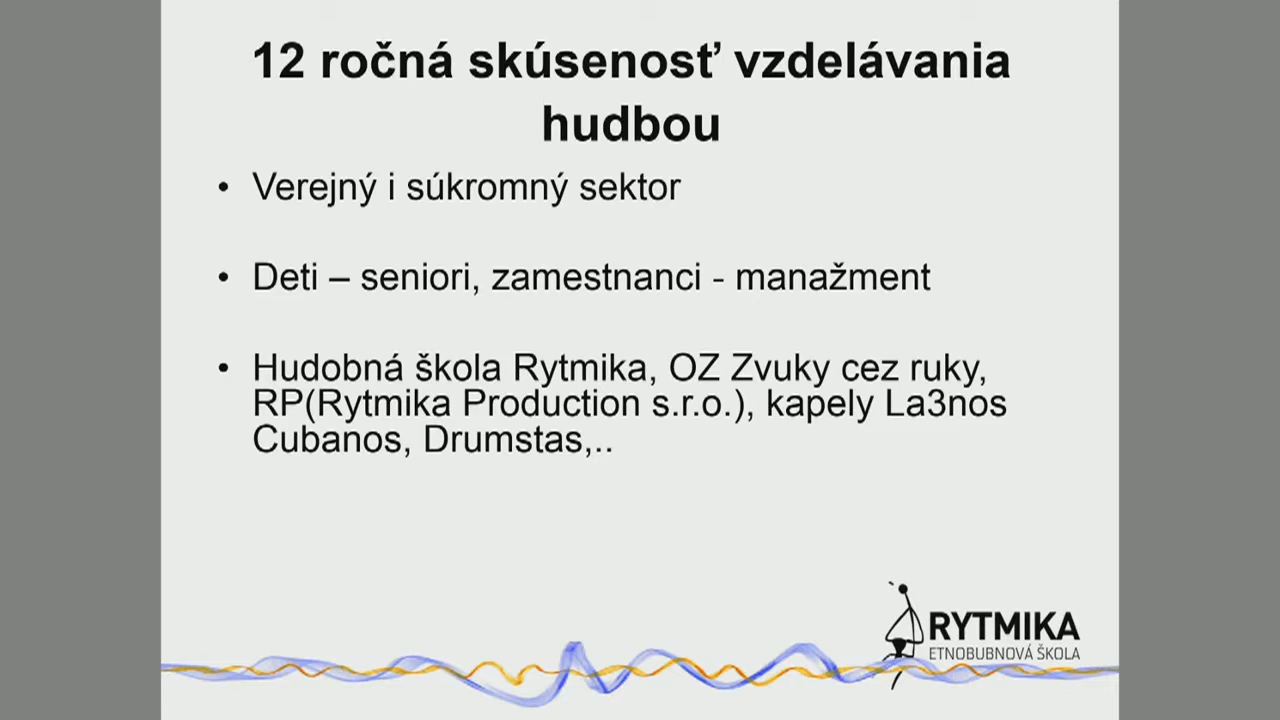 12 ročná skúsenosť vzdelávania
hudbou
• Verejný i súkromný sektor
• Deti – seniori, zamestnanci - manažment
• Hudobná škola Rytmika, OZ Zvuky cez ruky,
RP(Rytmika Production s.r.o.), kapely La3nos
Cubanos, Drumstas,..
RYTMIKA
ETNOBUBNOVÁ ŠKOLA